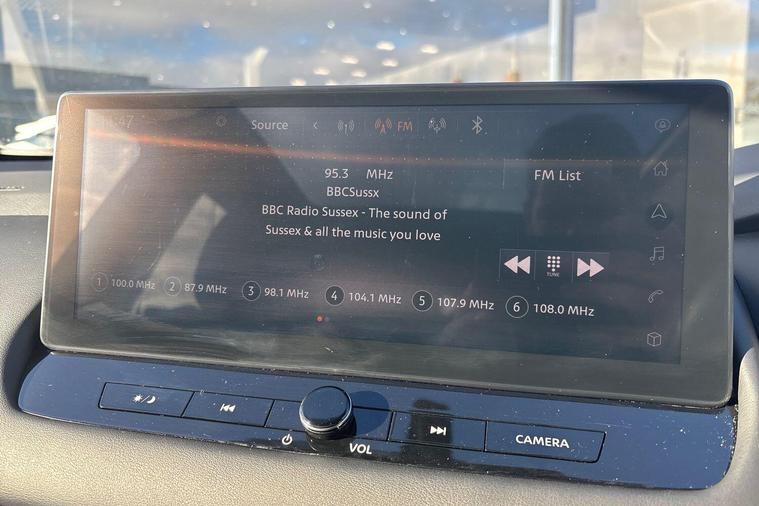 Source FM
95.3 MHz
BBCSussx
FM List
BBC Radio Sussex - The sound of
Sussex & all the music you love
TUNE
1 100.0 MHz 2 87.9 MHz 3 98.1 MHz 4 104.1 MHz 5 107.9 MHz 6 108.0 MHz
VOL
CAMERA